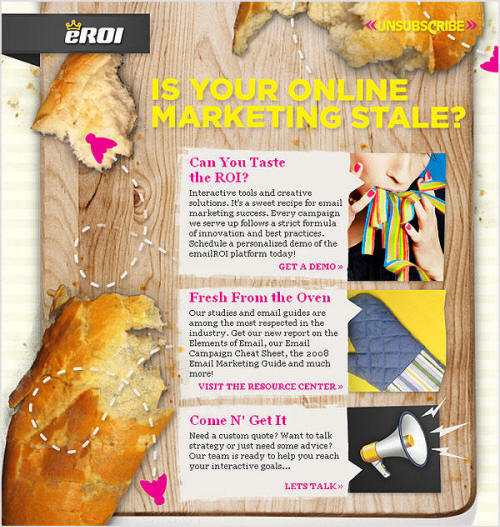 eROI
«UNSUBSCRIBE»
IS YOUR ONLINE
MARKETING STALE?
Can You Taste
the ROI?
Interactive tools and creative
solutions. It's a sweet recipe for email
marketing success. Every campaign
we serve up follows a strict formula
of innovation and best practices.
Schedule a personalized demo of the
emailROI platform today!
GET A DEMO »
Fresh From the Oven
Our studies and email guides are
among the most respected in the
industry. Get our new report on the
Elements of Email, our Email
Campaign Cheat Sheet, the 2008
Email Marketing Guide and much
more!
VISIT THE RESOURCE CENTER »
Come N' Get It
Need a custom quote? Want to talk
strategy or just need some advice?
Our team is ready to help you reach
your interactive goals...
LETS TALK »